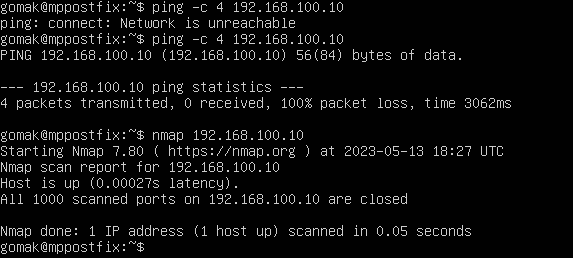 gomak@mppostfix:~$ ping -c 4 192.168.100.10
ping: connect: Network is unreachable
gomak@mppostfix:~$ ping -c 4 192.168.100.10
PING 192.168.100.10 (192.168.100.10) 56(84) bytes of data.
--- 192.168.100.10 ping statistics ---
4 packets transmitted, 0 received, 100% packet loss, time 3062ms
gomak@mppostfix:~$ nmap 192.168.100.10
Starting Nmap 7.80 ( https://nmap.org ) at 2023-05-13 18:27 UTC
Nmap scan report for 192.168.100.10
Host is up (0.00027s latency).
All 1000 scanned ports on 192.168.100.10 are closed
Nmap done: 1 IP address (1 host up) scanned in 0.05 seconds
gomak@mppostfix:~$